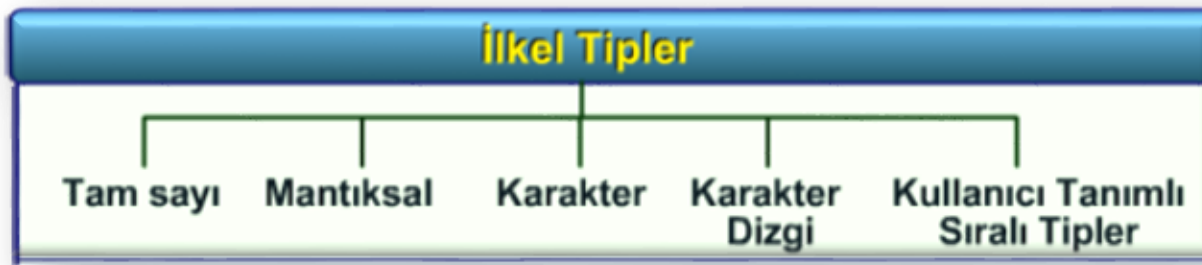 İlkel Tipler
Tam sayı
Mantıksal
Karakter
Karakter
Dizgi
Kullanıcı Tanımlı
Sıralı Tipler